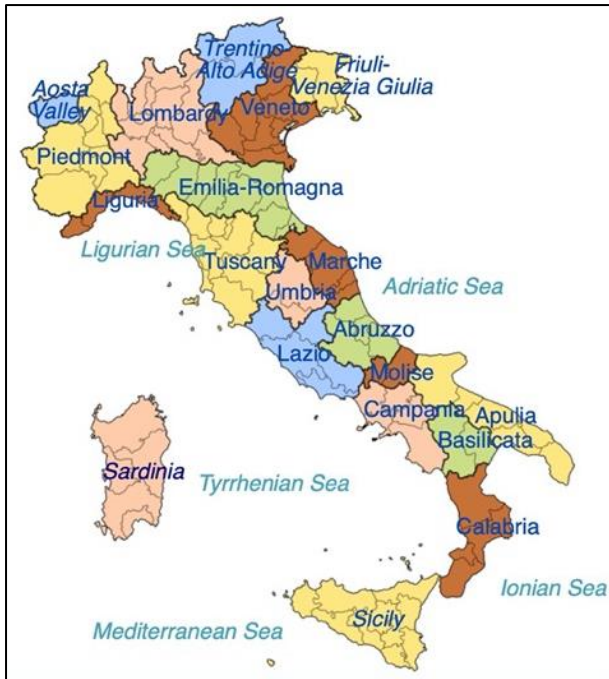 Trentino-
Alto Adige
Friuli-
Venezia Giulia
Aosta
Valley
Lombardy
Veneto
Piedmont
Emilia-Romagna
Liguria
Ligurian Sea
Tuscany
Marche
Umbria
Adriatic Sea
Abruzzo
Lazio
Molise
Campania
Apulia
Basilicata
Sardinia
Tyrrhenian Sea
Calabria
Ionian Sea
Sicily
Mediterranean Sea